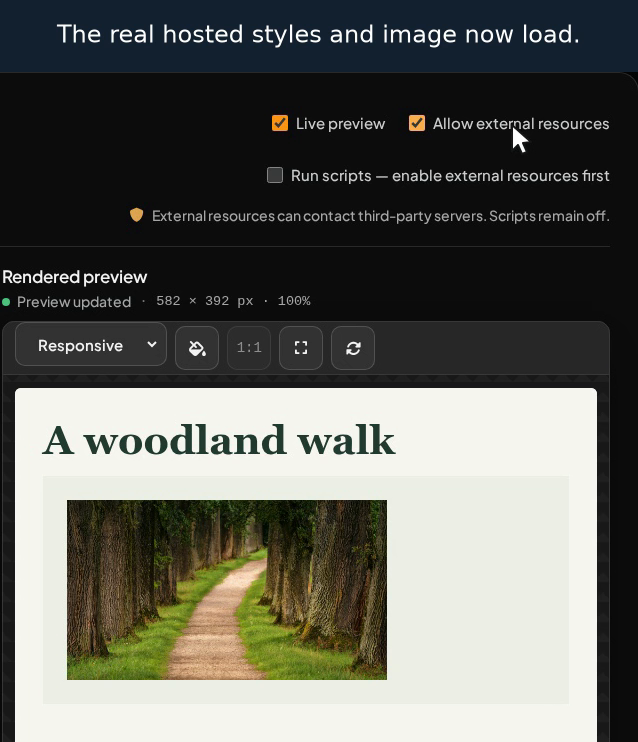 The real hosted styles and image now load.
Live preview
Allow external resources
Run scripts — enable external resources first
External resources can contact third-party servers. Scripts remain off.
Rendered preview
Preview updated · 582 × 392 px · 100%
Responsive
1:1
A woodland walk